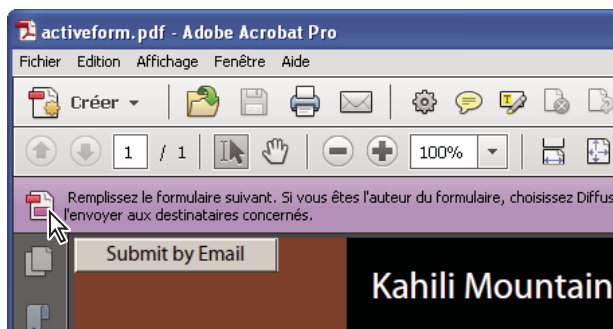 activeform.pdf - Adobe Acrobat Pro
Fichier Edition Affichage Fenêtre Aide
Créer
1 / 1 100%
Remplissez le formulaire suivant. Si vous êtes l'auteur du formulaire, choisissez Diffus
l'envoyer aux destinataires concernés.
Submit by Email
Kahili Mountain